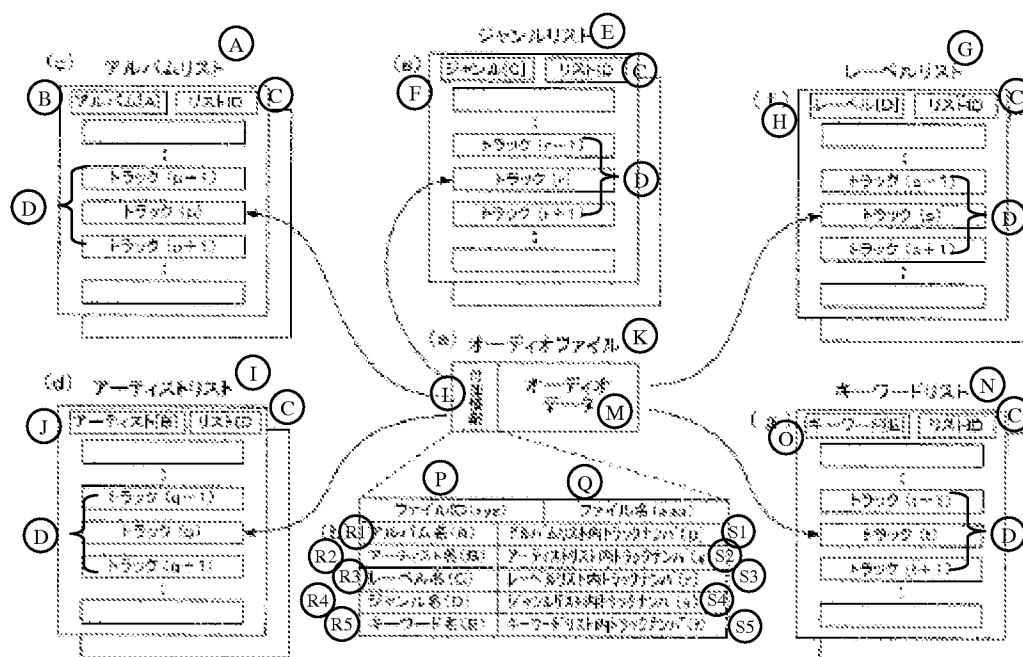 A
(c) アルバムリスト
B アルバム[A] リストID C
D
トラック(p-1)
トラック(p)
トラック(p+1)
ジャンルリスト E
(e)
F ジャンル[C] リストID C
トラック(r-1)
トラック(r) D
トラック(r+1)
G
レーベルリスト
H レーベル[D] リストID C
トラック(s-1)
トラック(s) D
トラック(s+1)
(a) オーディオファイル K
L
オーディオ
データ M
I
(d) アーティストリスト
J アーティスト[B] リストID C
D
トラック(q-1)
トラック(q)
トラック(q+1)
キーワードリスト N
O キーワード[E] リストID C
トラック(t-1)
トラック(t) D
トラック(t+1)
P Q
ファイルID(xyz) ファイル名(aaa)
R1 アルバム名(A) アルバムリスト内トラックナンバ(p) S1
R2 アーティスト名(B) アーティストリスト内トラックナンバ S2
R3 レーベル名(C) レーベルリスト内トラックナンバ(r) S3
R4 ジャンル名(D) ジャンルリスト内トラックナンバ(s) S4
R5 キーワード名(E) キーワードリスト内トラックナンバ(t) S5